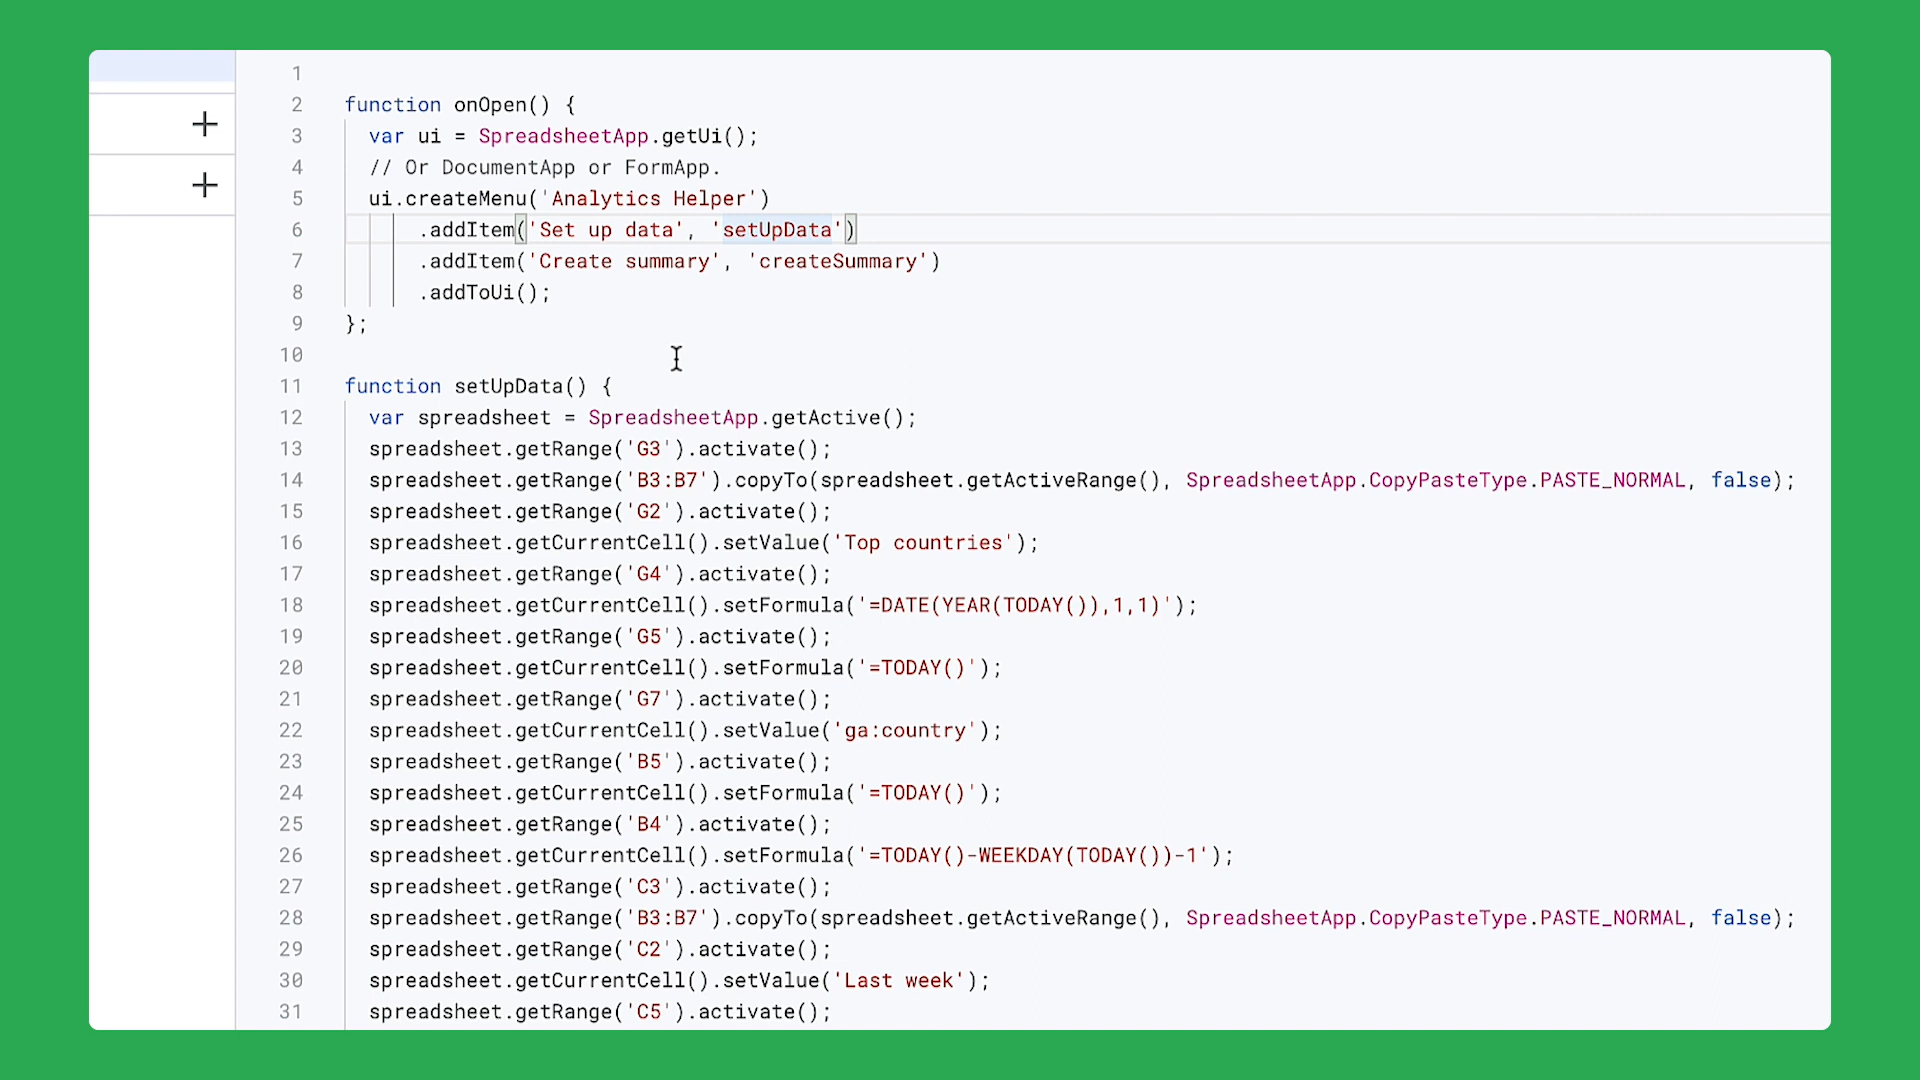 1
2 function onOpen() {
3 var ui = SpreadsheetApp.getUi();
4 // Or DocumentApp or FormApp.
5 ui.createMenu('Analytics Helper')
6 .addItem('Set up data', 'setUpData')
7 .addItem('Create summary', 'createSummary')
8 .addToUi();
9 };
10
11 function setUpData() {
12 var spreadsheet = SpreadsheetApp.getActive();
13 spreadsheet.getRange('G3').activate();
14 spreadsheet.getRange('B3:B7').copyTo(spreadsheet.getActiveRange(), SpreadsheetApp.CopyPasteType.PASTE_NORMAL, false);
15 spreadsheet.getRange('G2').activate();
16 spreadsheet.getCurrentCell().setValue('Top countries');
17 spreadsheet.getRange('G4').activate();
18 spreadsheet.getCurrentCell().setFormula('=DATE(YEAR(TODAY()),1,1)');
19 spreadsheet.getRange('G5').activate();
20 spreadsheet.getCurrentCell().setFormula('=TODAY()');
21 spreadsheet.getRange('G7').activate();
22 spreadsheet.getCurrentCell().setValue('ga:country');
23 spreadsheet.getRange('B5').activate();
24 spreadsheet.getCurrentCell().setFormula('=TODAY()');
25 spreadsheet.getRange('B4').activate();
26 spreadsheet.getCurrentCell().setFormula('=TODAY()-WEEKDAY(TODAY())-1');
27 spreadsheet.getRange('C3').activate();
28 spreadsheet.getRange('B3:B7').copyTo(spreadsheet.getActiveRange(), SpreadsheetApp.CopyPasteType.PASTE_NORMAL, false);
29 spreadsheet.getRange('C2').activate();
30 spreadsheet.getCurrentCell().setValue('Last week');
31 spreadsheet.getRange('C5').activate();